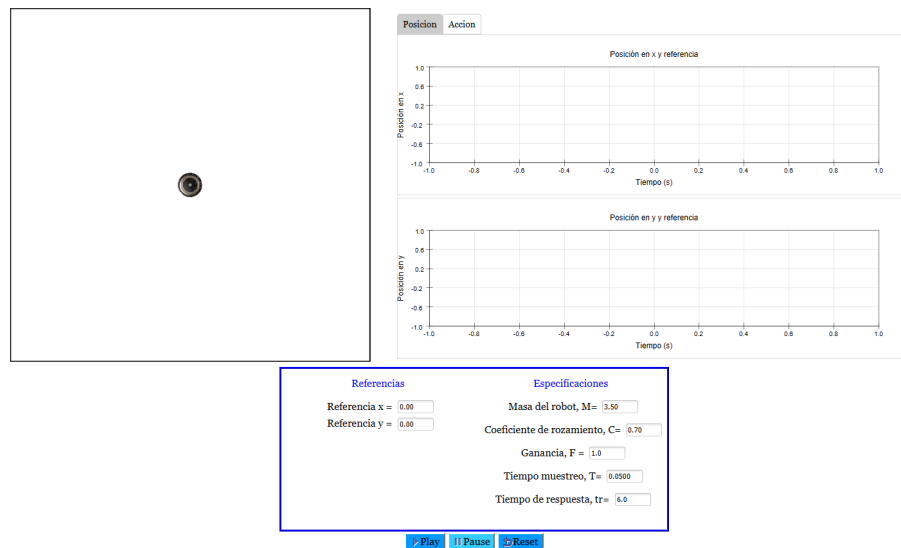 Posicion Accion
Posición en x y referencia
Posición en x
1.0
0.6
0.2
-0.2
-0.6
-1.0
-1.0 -0.8 -0.6 -0.4 -0.2 0.0 0.2 0.4 0.6 0.8 1.0
Tiempo (s)
Posición en y y referencia
Posición en y
1.0
0.6
0.2
-0.2
-0.6
-1.0
-1.0 -0.8 -0.6 -0.4 -0.2 0.0 0.2 0.4 0.6 0.8 1.0
Tiempo (s)
Referencias
Referencia x = 0.00
Referencia y = 0.00
Especificaciones
Masa del robot, M= 3.50
Coeficiente de rozamiento, C= 0.70
Ganancia, F = 1.0
Tiempo muestreo, T= 0.0500
Tiempo de respuesta, tr= 6.0
Play Pause Reset